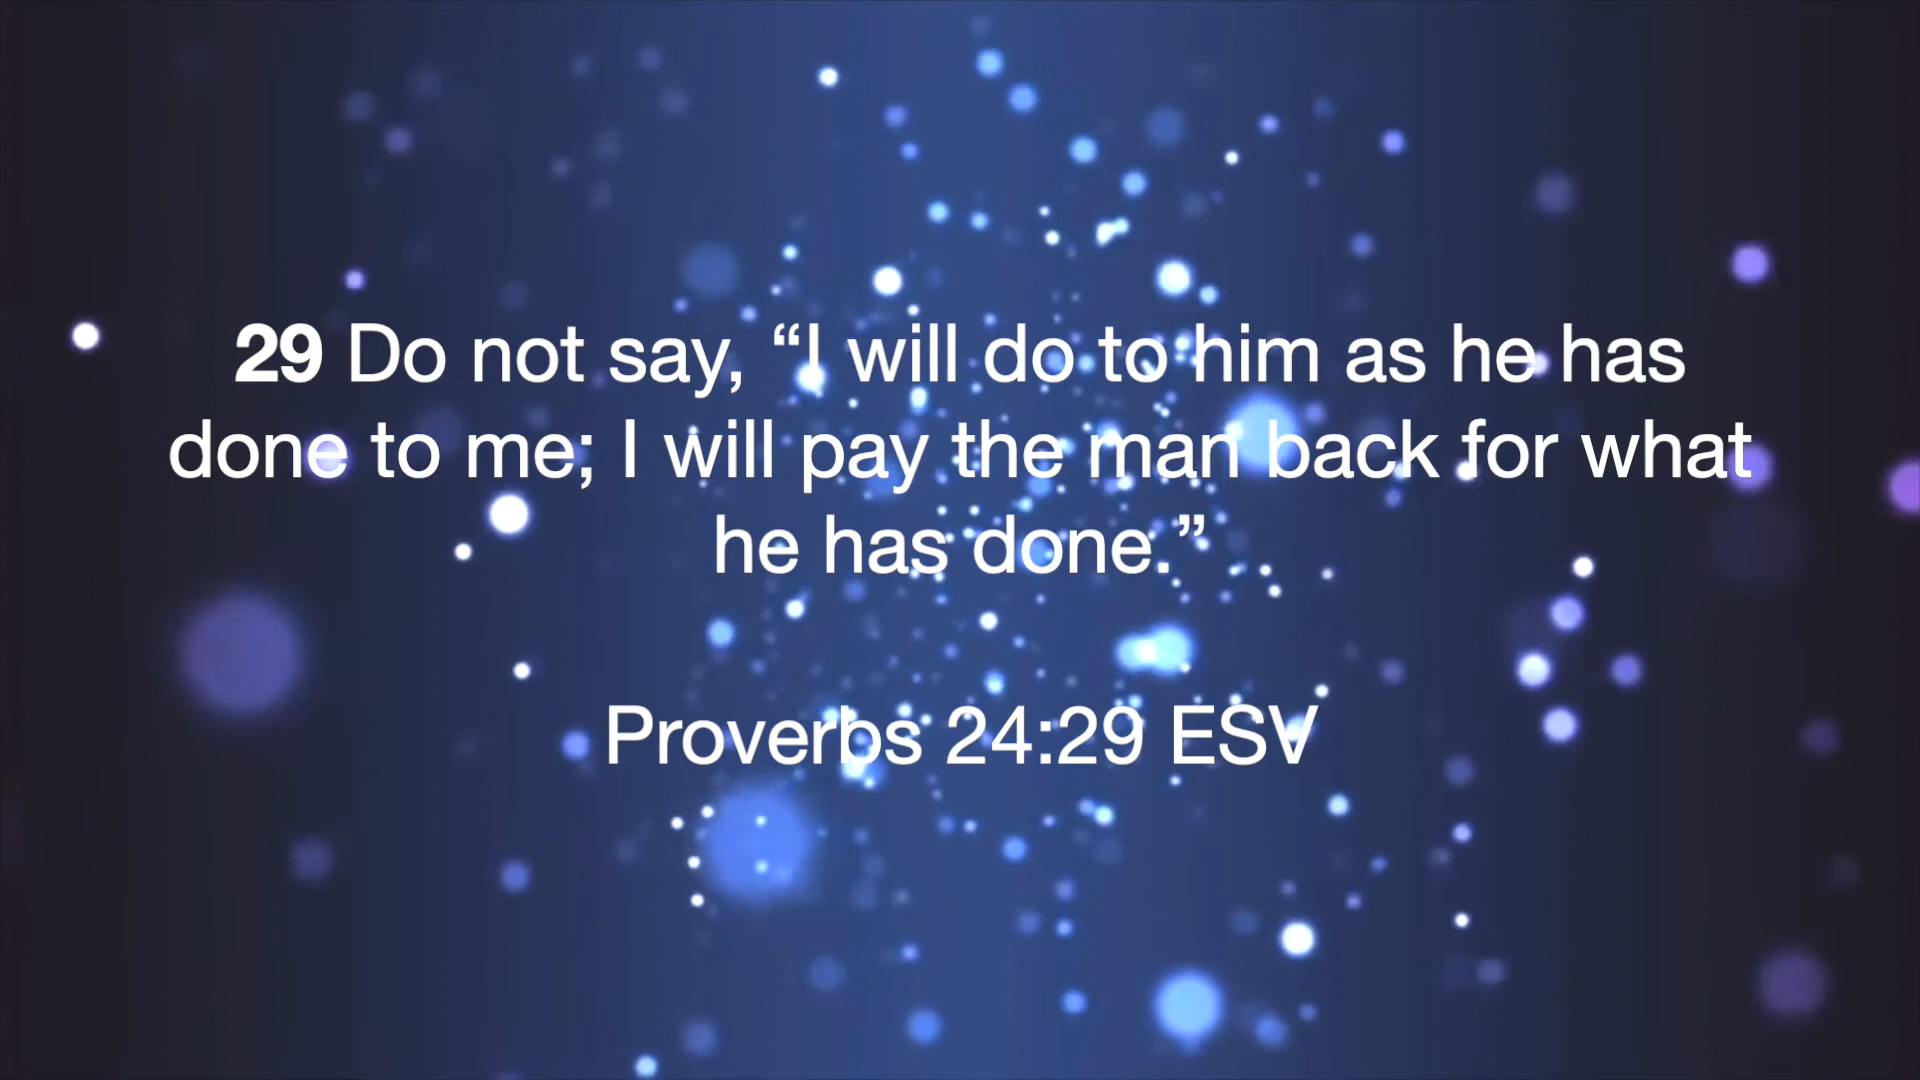 29 Do not say, “I will do to him as he has
done to me; I will pay the man back for what
he has done.”
Proverbs 24:29 ESV